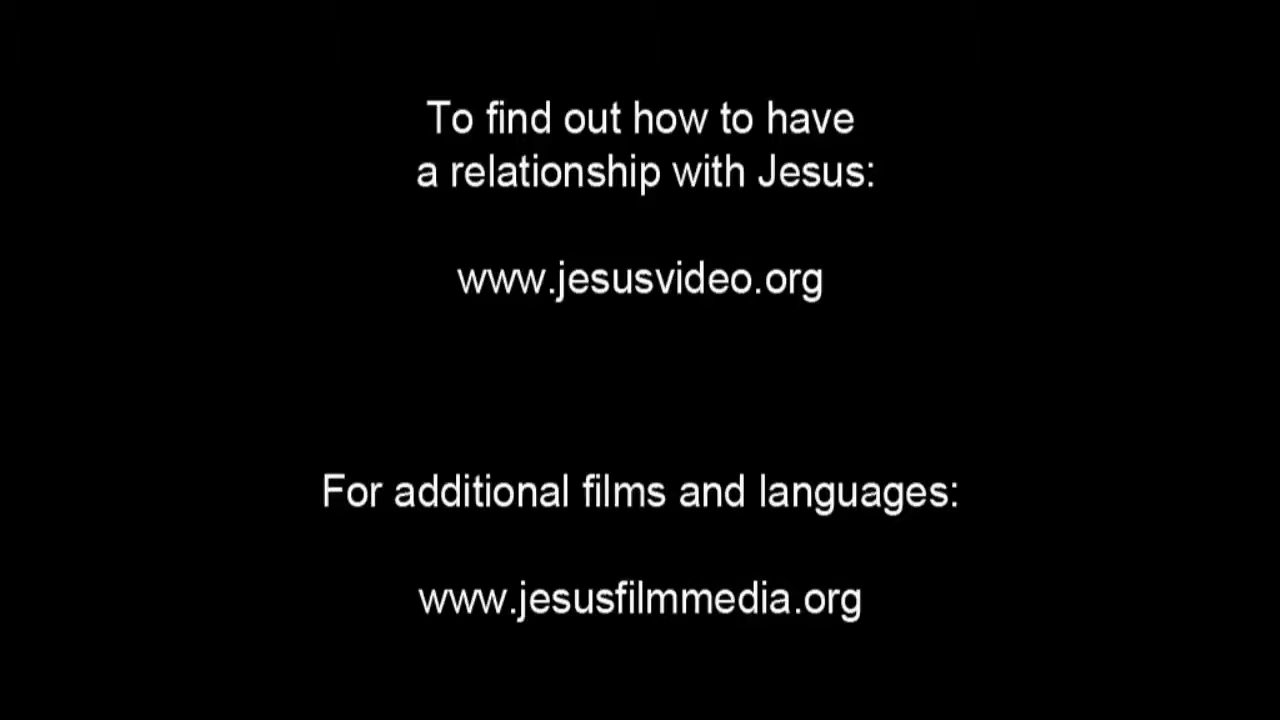 To find out how to have
a relationship with Jesus:
www.jesusvideo.org
For additional films and languages:
www.jesusfilmmedia.org